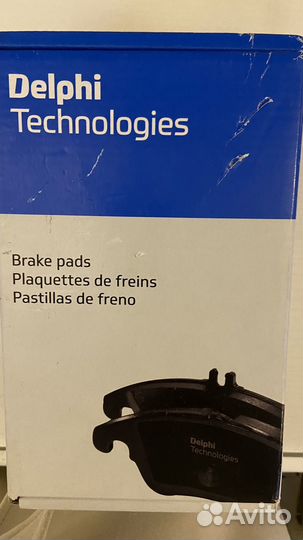 Delphi
Technologies
Brake pads
Plaquettes de freins
Pastillas de freno
Delphi
Technologies
Avito